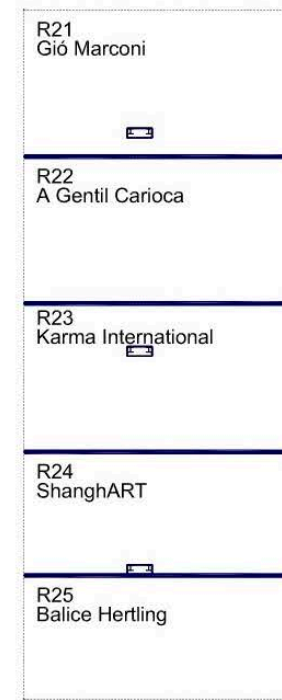 R21
Gió Marconi
R22
A Gentil Carioca
R23
Karma International
R24
ShanghART
R25
Balice Hertling